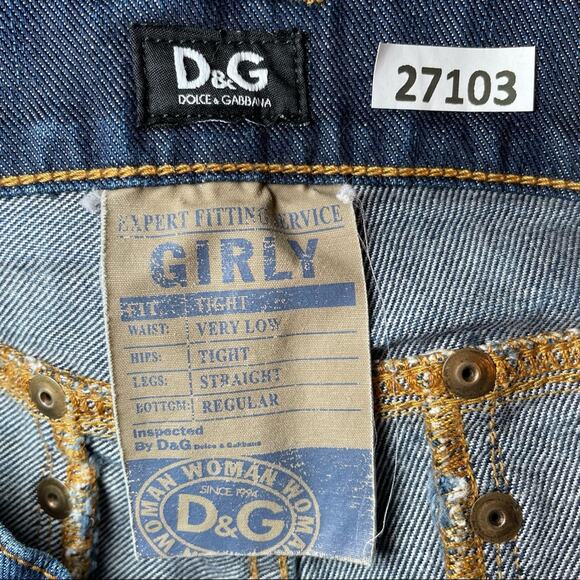 D&G
DOLCE & GABBANA
27103
EXPERT FITTING SERVICE
GIRLY
FIT: TIGHT
WAIST: VERY LOW
HIPS: TIGHT
LEGS: STRAIGHT
BOTTOM: REGULAR
Inspected
By D&G Dolce & Gabbana
WOMAN WOMAN WOMAN
SINCE 1994
D&G